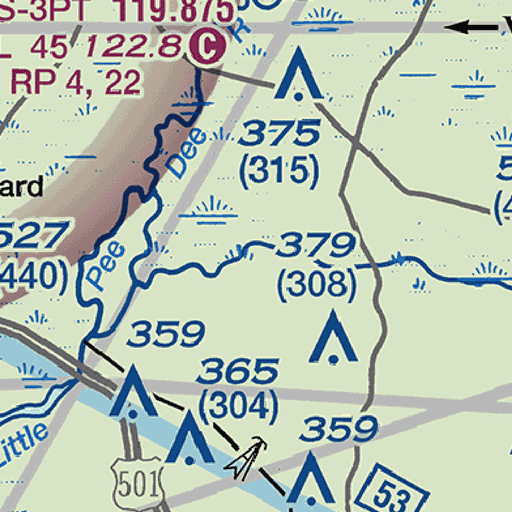 S-3PT 119.875
L 45 122.8 C
RP 4, 22
375
(315)
Dee
ard
527
440)
Pee
379
(308)
359
365
(304)
359
Little
501
53